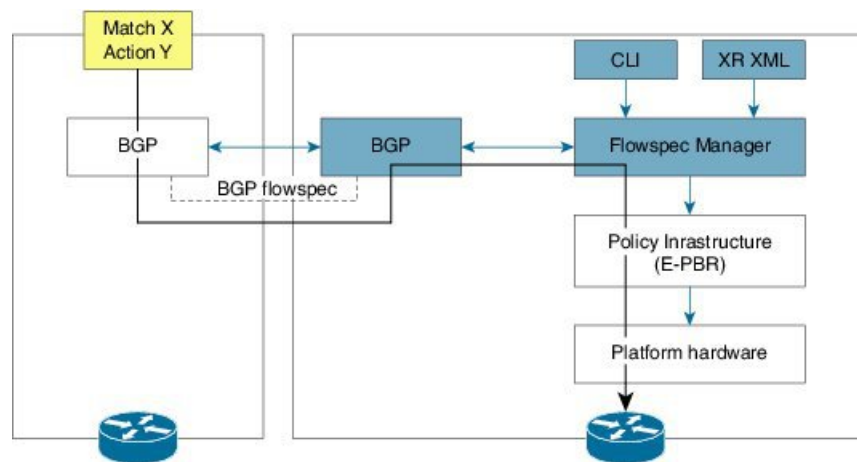 Match X
Action Y
CLI
XR XML
BGP
BGP
Flowspec Manager
BGP flowspec
Policy Inrastructure
(E-PBR)
Platform hardware